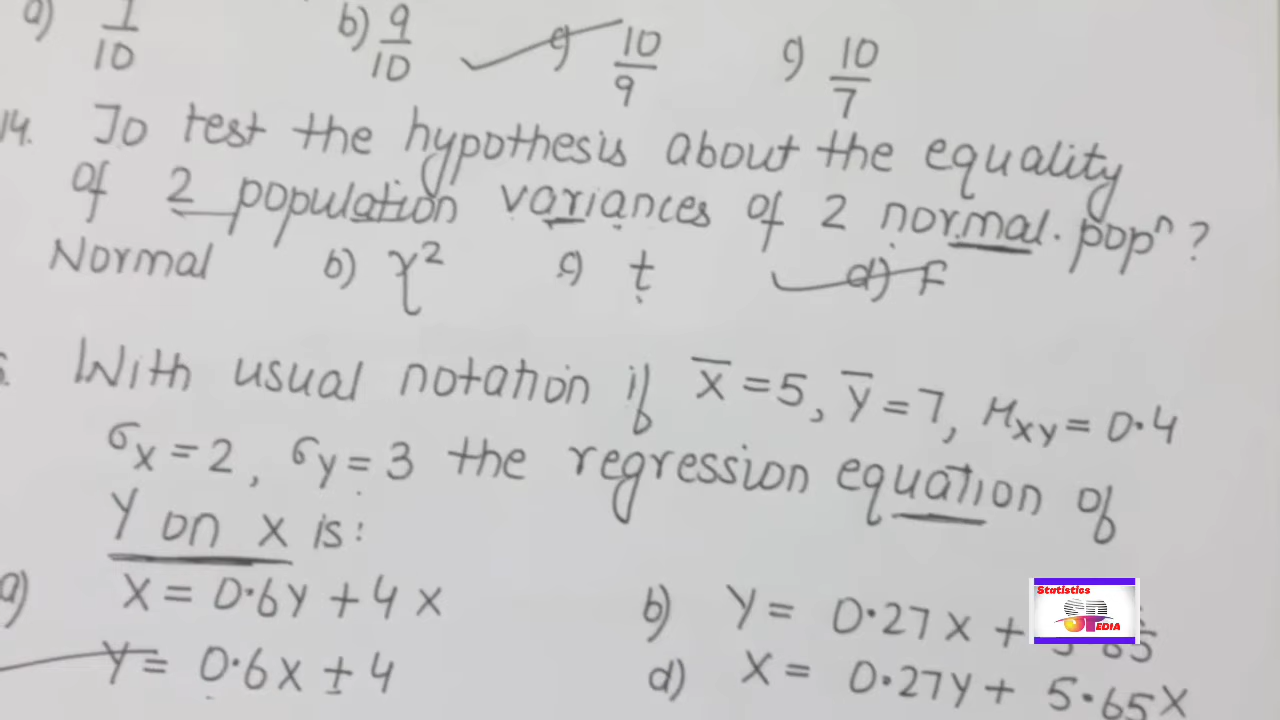 a) 1/10 b) 9/10 c) 10/9 c) 10/7
14. To test the hypothesis about the equality
of 2 population variances of 2 normal. popⁿ ?
Normal b) χ² c) t d) F
5. With usual notation if X̄ = 5, Ȳ = 7, rxy = 0.4
σx = 2, σy = 3 the regression equation of
Y on x is:
a) X = 0.6Y + 4x b) Y = 0.27x +
Statistics
PEDIA
Y = 0.6x + 4 d) X = 0.27y + 5.65x